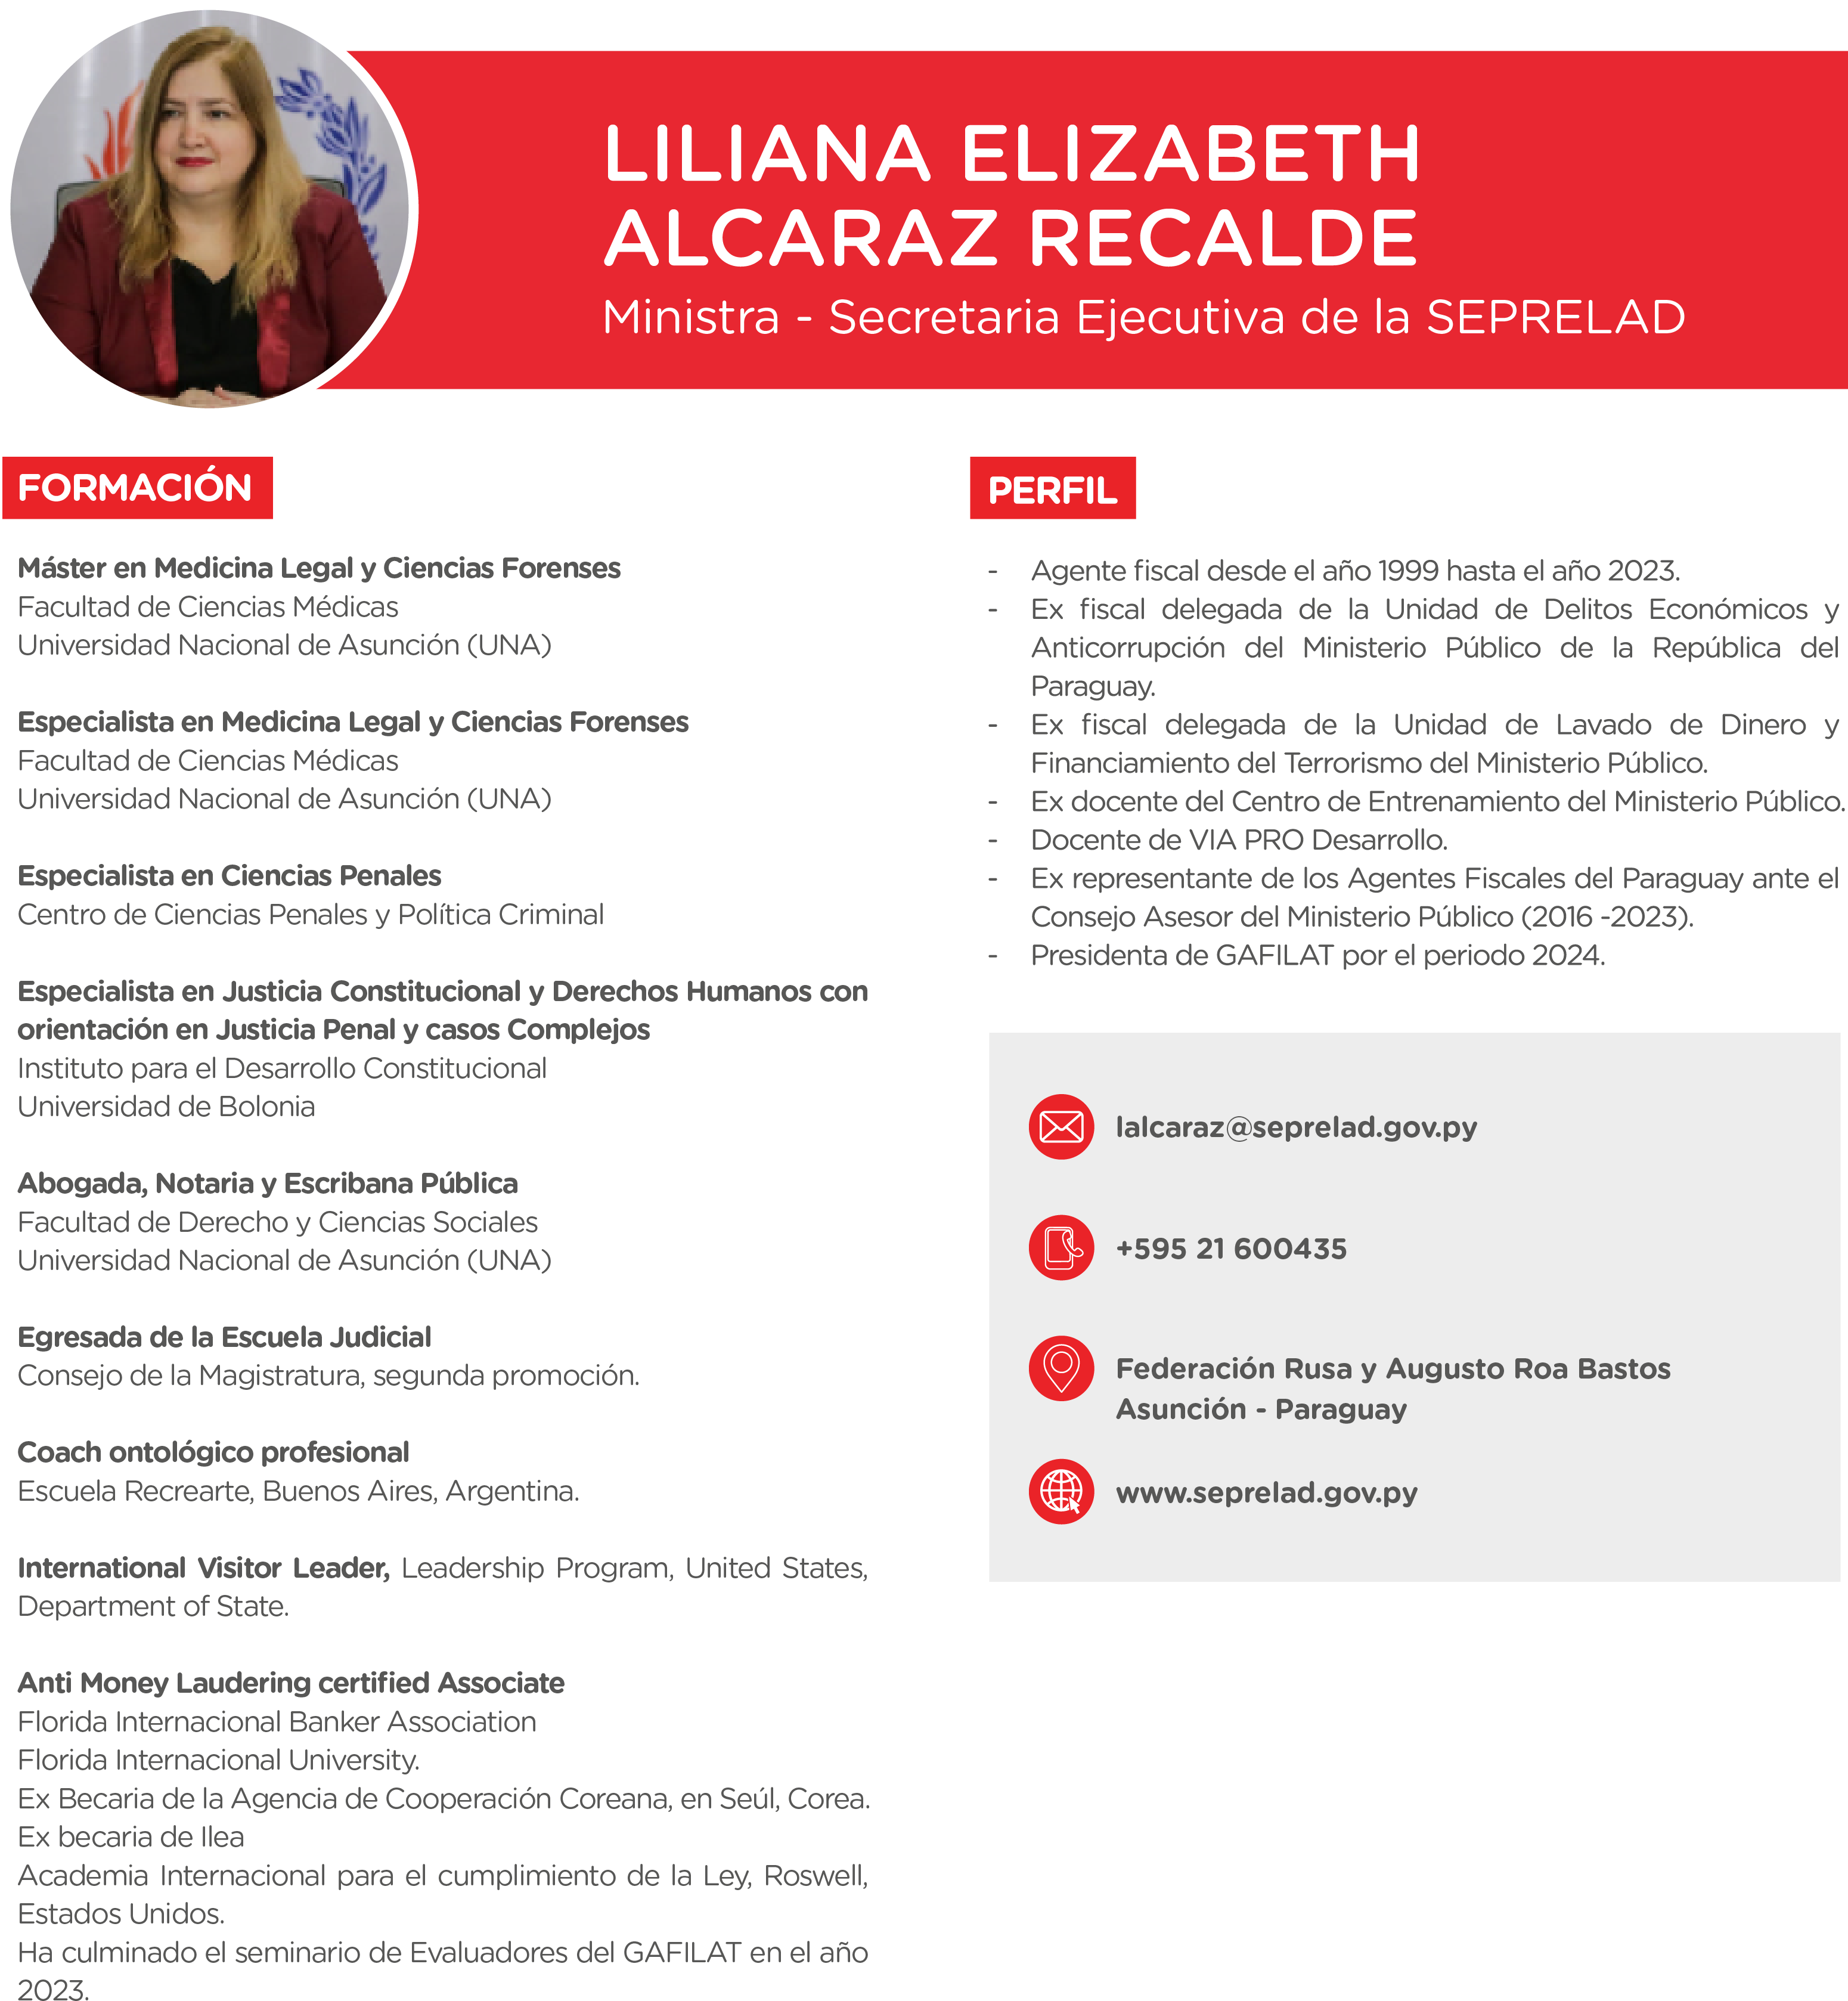 LILIANA ELIZABETH
ALCARAZ RECALDE
Ministra - Secretaria Ejecutiva de la SEPRELAD
FORMACIÓN
Máster en Medicina Legal y Ciencias Forenses
Facultad de Ciencias Médicas
Universidad Nacional de Asunción (UNA)
Especialista en Medicina Legal y Ciencias Forenses
Facultad de Ciencias Médicas
Universidad Nacional de Asunción (UNA)
Especialista en Ciencias Penales
Centro de Ciencias Penales y Política Criminal
Especialista en Justicia Constitucional y Derechos Humanos con
orientación en Justicia Penal y casos Complejos
Instituto para el Desarrollo Constitucional
Universidad de Bolonia
Abogada, Notaria y Escribana Pública
Facultad de Derecho y Ciencias Sociales
Universidad Nacional de Asunción (UNA)
Egresada de la Escuela Judicial
Consejo de la Magistratura, segunda promoción.
Coach ontológico profesional
Escuela Recrearte, Buenos Aires, Argentina.
International Visitor Leader, Leadership Program, United States,
Department of State.
Anti Money Laudering certified Associate
Florida Internacional Banker Association
Florida Internacional University.
Ex Becaria de la Agencia de Cooperación Coreana, en Seúl, Corea.
Ex becaria de Ilea
Academia Internacional para el cumplimiento de la Ley, Roswell,
Estados Unidos.
Ha culminado el seminario de Evaluadores del GAFILAT en el año
2023.
PERFIL
- Agente fiscal desde el año 1999 hasta el año 2023.
- Ex fiscal delegada de la Unidad de Delitos Económicos y
Anticorrupción del Ministerio Público de la República del
Paraguay.
- Ex fiscal delegada de la Unidad de Lavado de Dinero y
Financiamiento del Terrorismo del Ministerio Público.
- Ex docente del Centro de Entrenamiento del Ministerio Público.
- Docente de VIA PRO Desarrollo.
- Ex representante de los Agentes Fiscales del Paraguay ante el
Consejo Asesor del Ministerio Público (2016 -2023).
- Presidenta de GAFILAT por el periodo 2024.
lalcaraz@seprelad.gov.py
+595 21 600435
Federación Rusa y Augusto Roa Bastos
Asunción - Paraguay
www.seprelad.gov.py